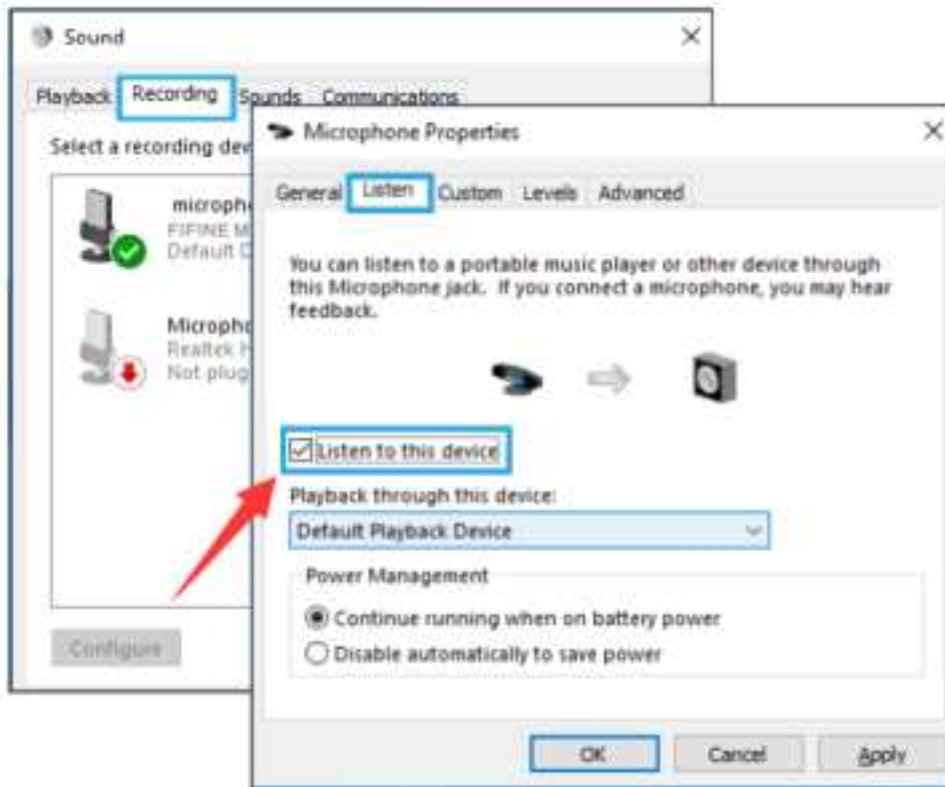 Sound
Playback Recording Sounds Communications
Select a recording dev
microph
FIFINE M
Default D
Micropho
Realtek H
Not plug
Configure
Microphone Properties
General Listen Custom Levels Advanced
You can listen to a portable music player or other device through
this Microphone jack. If you connect a microphone, you may hear
feedback.
Listen to this device
Playback through this device:
Default Playback Device
Power Management
Continue running when on battery power
Disable automatically to save power
OK Cancel Apply